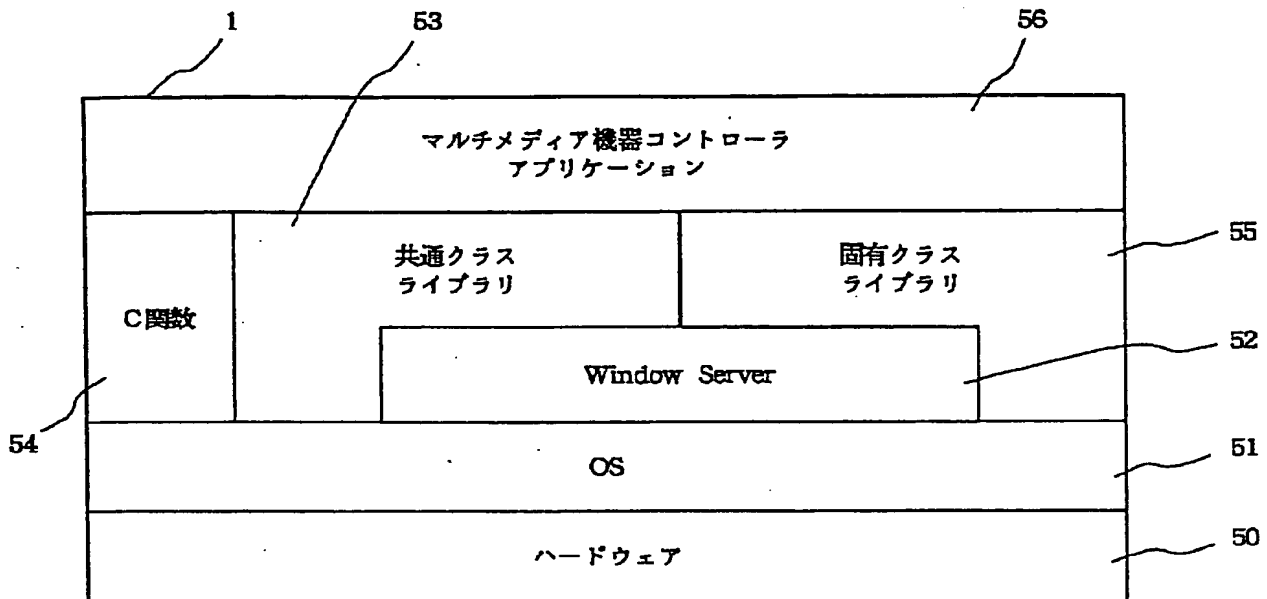 1
53
56
マルチメディア機器コントローラ
アプリケーション
共通クラス
ライブラリ
固有クラス
ライブラリ
55
C関数
52
Window Server
54
OS
51
ハードウェア
50